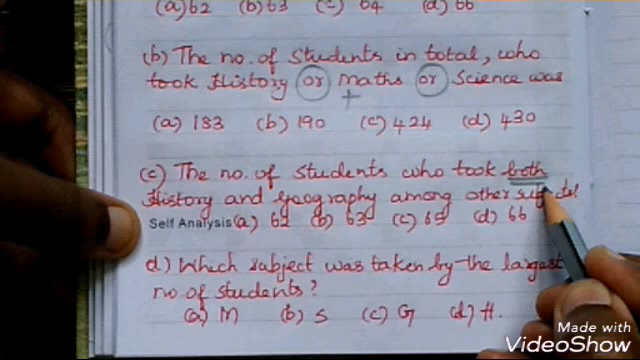 (a) 62 (b) 63 (c) 64 (d) 66
(b) The no. of students in total, who
took History or Maths or Science was
+
(a) 183 (b) 190 (c) 424 (d) 430
(c) The no. of students who took both
History and Geography among other subjects!
Self Analysis (a) 62 (b) 63 (c) 65 (d) 66
d) Which subject was taken by the largest
no. of students?
(a) M (b) S (c) G (d) H.
Made with
VideoShow